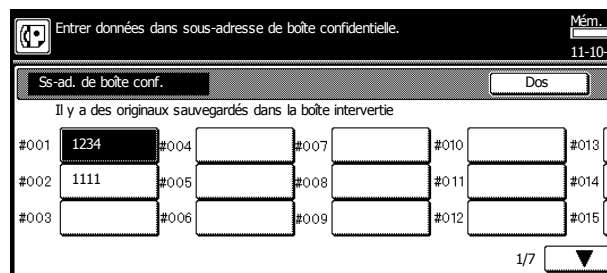 Entrer données dans sous-adresse de boîte confidentielle.
Mém.
11-10-
Ss-ad. de boîte conf.
Dos
Il y a des originaux sauvegardés dans la boîte intervertie
#001 1234 #004 #007 #010 #013
#002 1111 #005 #008 #011 #014
#003 #006 #009 #012 #015
1/7